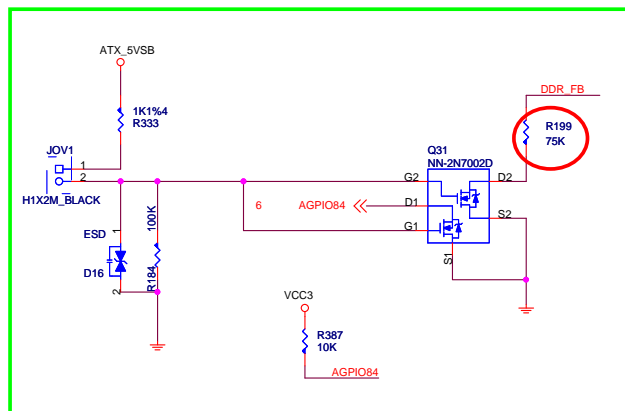 ATX_5VSB
DDR_FB
1K1%4
R333
R199
75K
JOV1
1
2
H1X2M_BLACK
Q31
NN-2N7002D
G2
D2
D1
S2
G1
S1
6
AGPIO84
100K
R184
ESD
1
D16
2
VCC3
R387
10K
AGPIO84